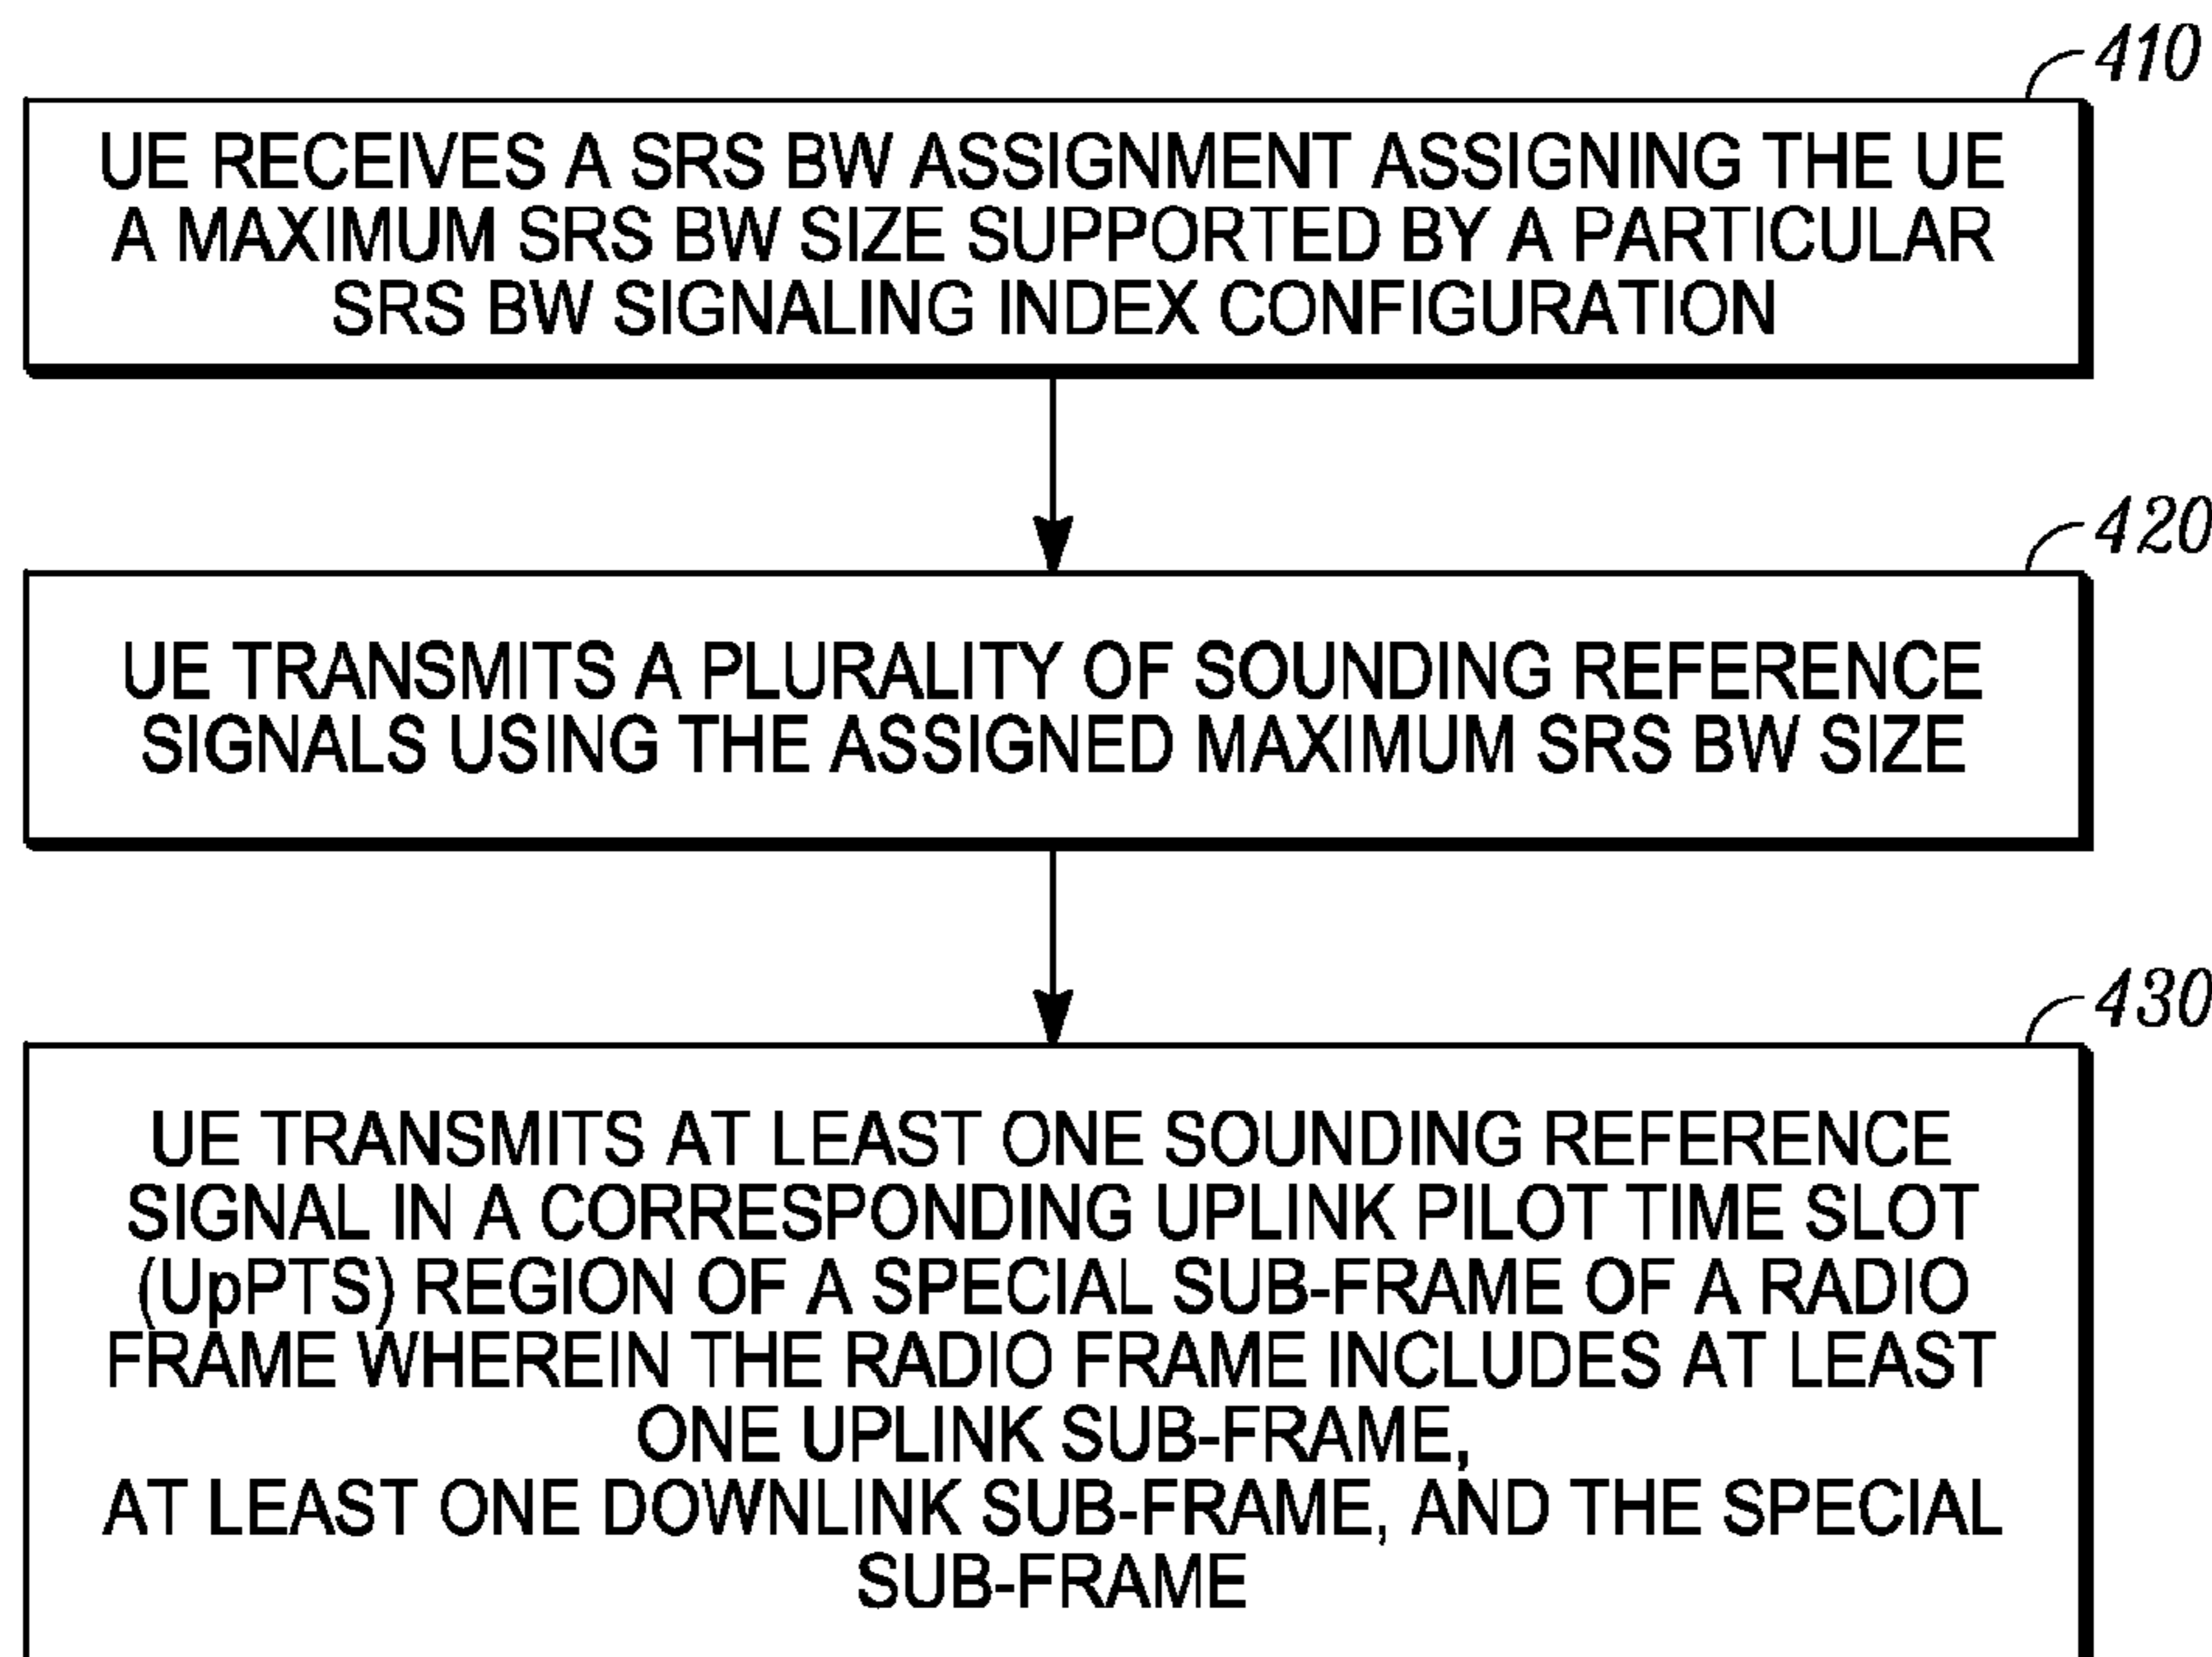 410
UE RECEIVES A SRS BW ASSIGNMENT ASSIGNING THE UE
A MAXIMUM SRS BW SIZE SUPPORTED BY A PARTICULAR
SRS BW SIGNALING INDEX CONFIGURATION
420
UE TRANSMITS A PLURALITY OF SOUNDING REFERENCE
SIGNALS USING THE ASSIGNED MAXIMUM SRS BW SIZE
430
UE TRANSMITS AT LEAST ONE SOUNDING REFERENCE
SIGNAL IN A CORRESPONDING UPLINK PILOT TIME SLOT
(UpPTS) REGION OF A SPECIAL SUB-FRAME OF A RADIO
FRAME WHEREIN THE RADIO FRAME INCLUDES AT LEAST
ONE UPLINK SUB-FRAME,
AT LEAST ONE DOWNLINK SUB-FRAME, AND THE SPECIAL
SUB-FRAME